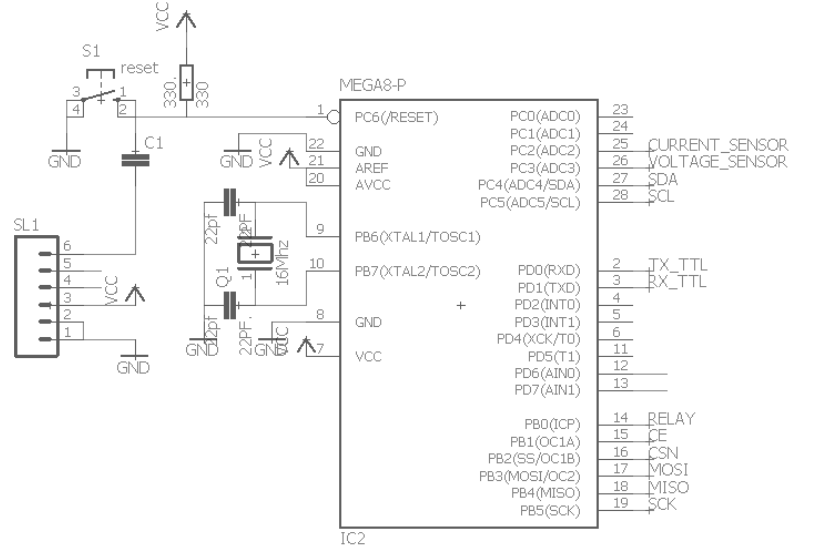 VCC
S1
reset
3
1
4
2
330.
330
MEGA8-P
1
PC6(/RESET)
PC0(ADC0)
23
PC1(ADC1)
24
GND
C1
GND
VCC
22
GND
PC2(ADC2)
25
CURRENT_SENSOR
21
AREF
PC3(ADC3)
26
VOLTAGE_SENSOR
20
AVCC
PC4(ADC4/SDA)
27
SDA
PC5(ADC5/SCL)
28
SCL
22pf
22PF.
SL1
9
PB6(XTAL1/TOSC1)
6
5
4
3
2
1
VCC
Q1
1
16Mhz
10
PB7(XTAL2/TOSC2)
PD0(RXD)
2
TX_TTL
PD1(TXD)
3
RX_TTL
PD2(INT0)
4
22pf
22PF.
8
GND
PD3(INT1)
5
PD4(XCK/T0)
6
GND
GND
GND
VCC
7
VCC
PD5(T1)
11
PD6(AIN0)
12
PD7(AIN1)
13
PB0(ICP)
14
RELAY
PB1(OC1A)
15
CE
PB2(SS/OC1B)
16
CSN
PB3(MOSI/OC2)
17
MOSI
PB4(MISO)
18
MISO
PB5(SCK)
19
SCK
IC2